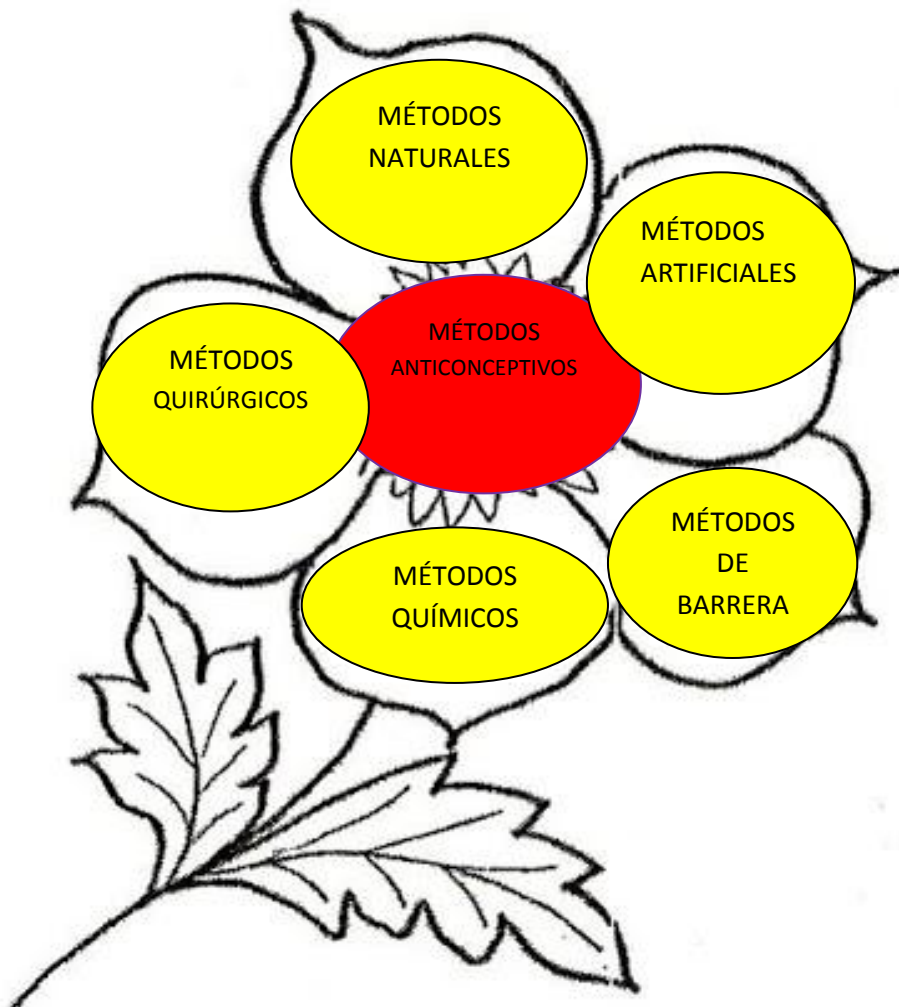 MÉTODOS
NATURALES
MÉTODOS
ARTIFICIALES
MÉTODOS
ANTICONCEPTIVOS
MÉTODOS
QUIRÚRGICOS
MÉTODOS
DE
BARRERA
MÉTODOS
QUÍMICOS